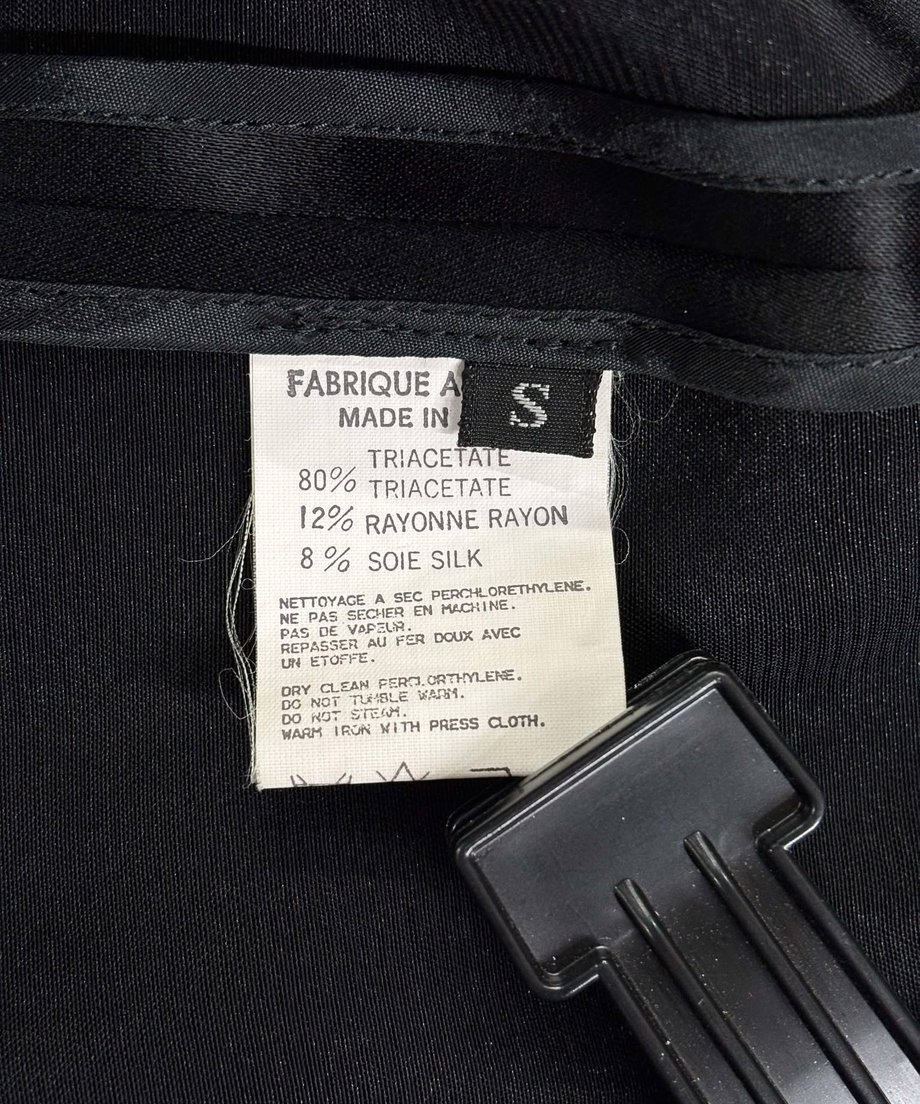 FABRIQUE A
MADE IN
S
TRIACETATE
80% TRIACETATE
12% RAYONNE RAYON
8% SOIE SILK
NETTOYAGE A SEC PERCHLORETHYLENE.
NE PAS SECHER EN MACHINE.
PAS DE VAPEUR.
REPASSER AU FER DOUX AVEC
UN ETOFFE.
DRY CLEAN PERCLORTHYLENE.
DO NOT TUMBLE WARM.
DO NOT STEAM.
WARM IRON WITH PRESS CLOTH.